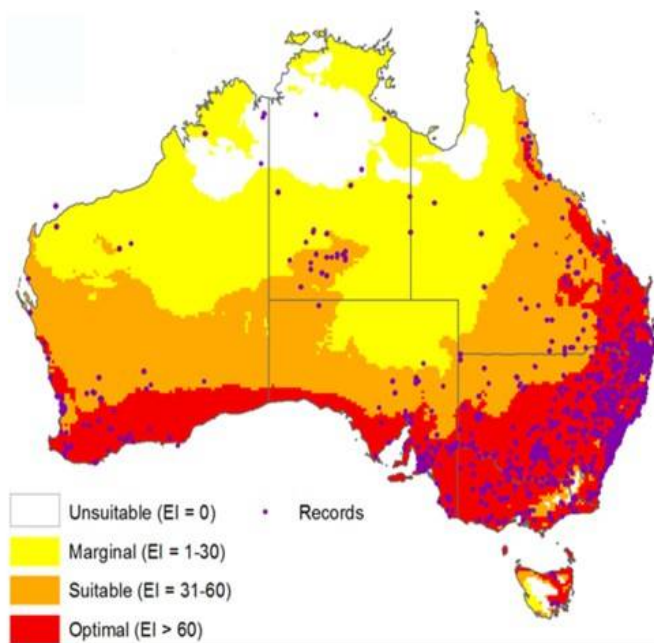 Unsuitable (EI = 0)
Records
Marginal (EI = 1-30)
Suitable (EI = 31-60)
Optimal (EI > 60)